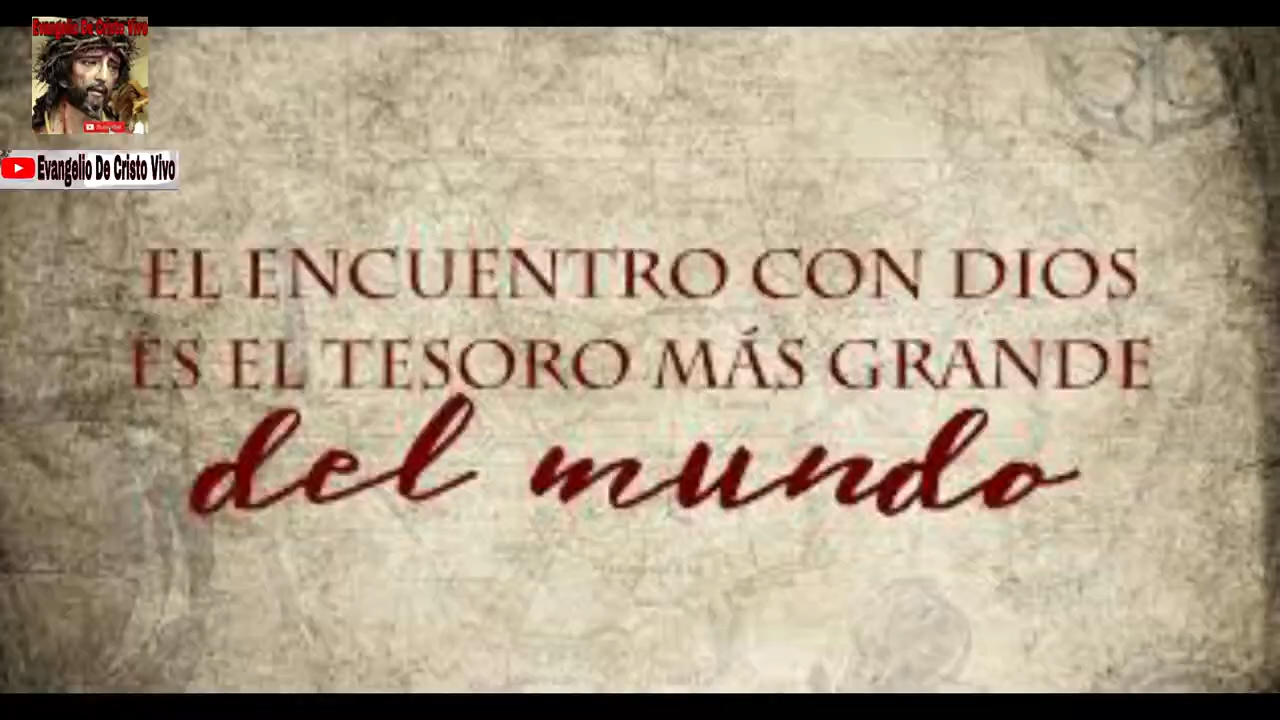 Evangelio De Cristo Vivo
Evangelio De Cristo Vivo
EL ENCUENTRO CON DIOS
ES EL TESORO MÁS GRANDE
del mundo